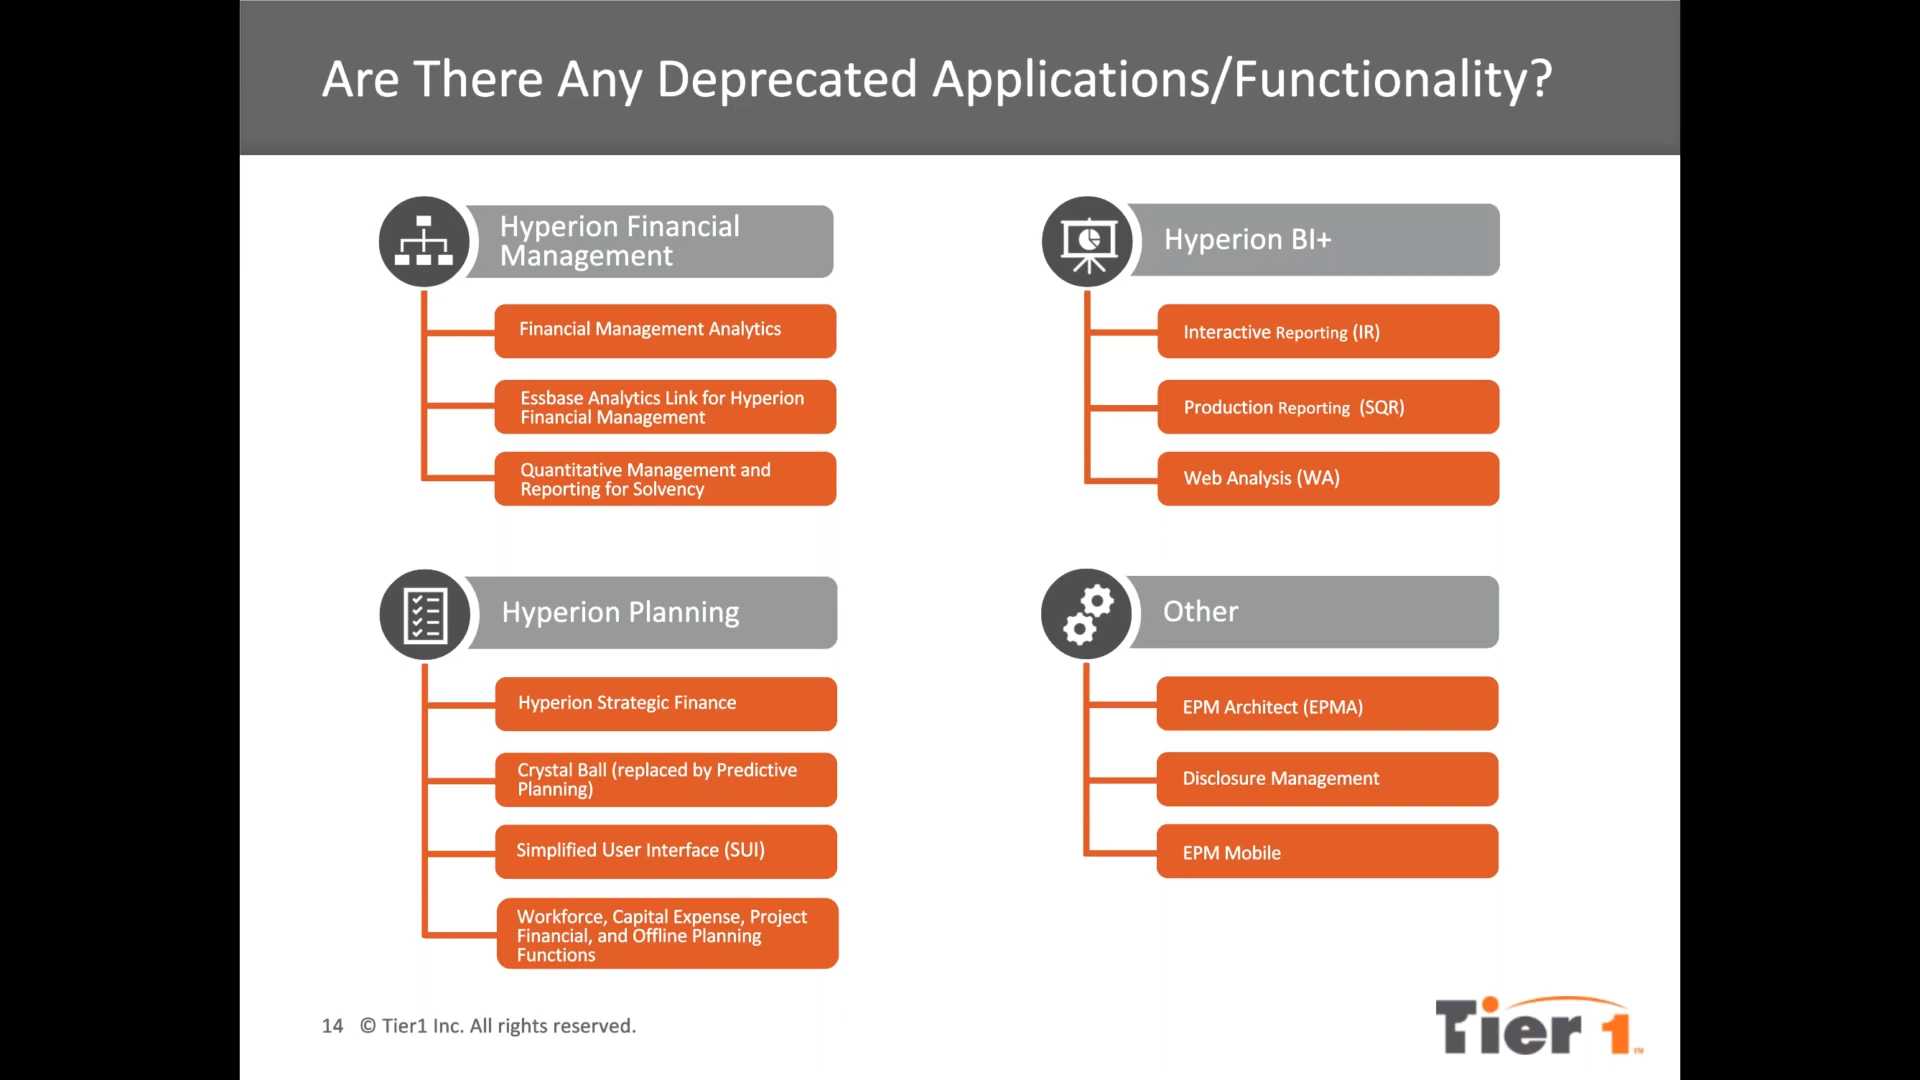 Are There Any Deprecated Applications/Functionality?
Hyperion Financial
Management
Financial Management Analytics
Essbase Analytics Link for Hyperion
Financial Management
Quantitative Management and
Reporting for Solvency
Hyperion BI+
Interactive Reporting (IR)
Production Reporting (SQR)
Web Analysis (WA)
Hyperion Planning
Hyperion Strategic Finance
Crystal Ball (replaced by Predictive
Planning)
Simplified User Interface (SUI)
Workforce, Capital Expense, Project
Financial, and Offline Planning
Functions
Other
EPM Architect (EPMA)
Disclosure Management
EPM Mobile
14 © Tier1 Inc. All rights reserved.
Tier 1 ™